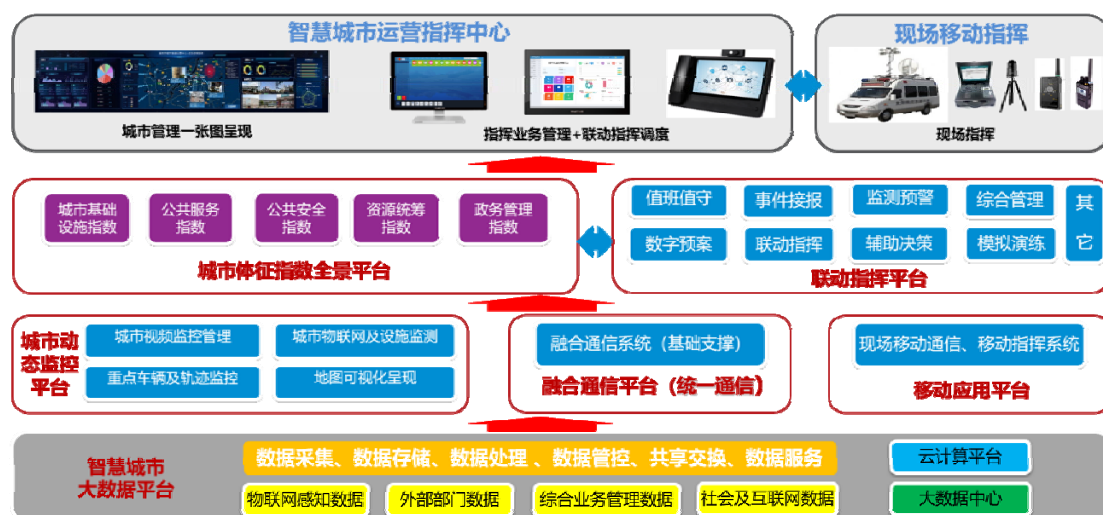 智慧城市运营指挥中心
城市管理一张图呈现
指挥业务管理+联动指挥调度
现场移动指挥
现场指挥
城市基础
设施指数
公共服务
指数
公共安全
指数
资源统筹
指数
政务管理
指数
城市体征指数全景平台
值班值守
事件接报
监测预警
综合管理
其
它
数字预案
联动指挥
辅助决策
模拟演练
联动指挥平台
城市动
态监控
平台
城市视频监控管理
城市物联网及设施监测
重点车辆及轨迹监控
地图可视化呈现
融合通信系统（基础支撑）
融合通信平台（统一通信）
现场移动通信、移动指挥系统
移动应用平台
智慧城市
大数据平台
数据采集、数据存储、数据处理 、数据管控、共享交换、数据服务
物联网感知数据
外部部门数据
综合业务管理数据
社会及互联网数据
云计算平台
大数据中心